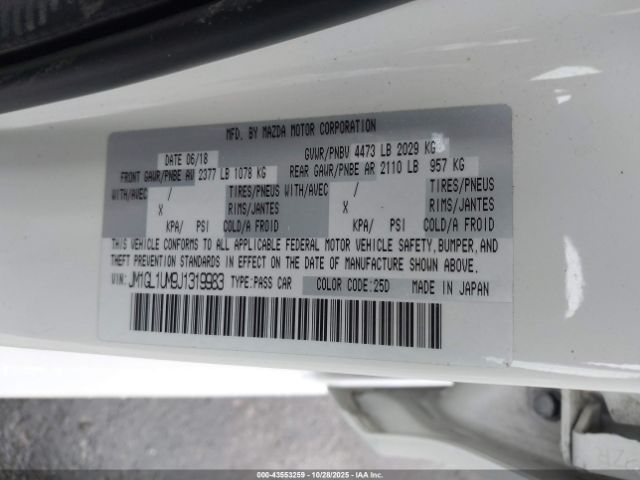 MFD. BY MAZDA MOTOR CORPORATION
DATE 06/18 GVWR/PNBV 4473 LB 2029 KG
FRONT GAWR/PNBE AV 2377 LB 1078 KG REAR GAWR/PNBE AR 2110 LB 957 KG
WITH/AVEC / TIRES/PNEUS WITH/AVEC / TIRES/PNEUS
X RIMS/JANTES X RIMS/JANTES
KPA/ PSI COLD/A FROID KPA/ PSI COLD/A FROID
THIS VEHICLE CONFORMS TO ALL APPLICABLE FEDERAL MOTOR VEHICLE SAFETY, BUMPER, AND
THEFT PREVENTION STANDARDS IN EFFECT ON THE DATE OF MANUFACTURE SHOWN ABOVE.
VIN: JM1GL1UM9J1319983 TYPE: PASS CAR COLOR CODE: 25D MADE IN JAPAN
000-43553259 - 10/28/2025 - IAAI.com